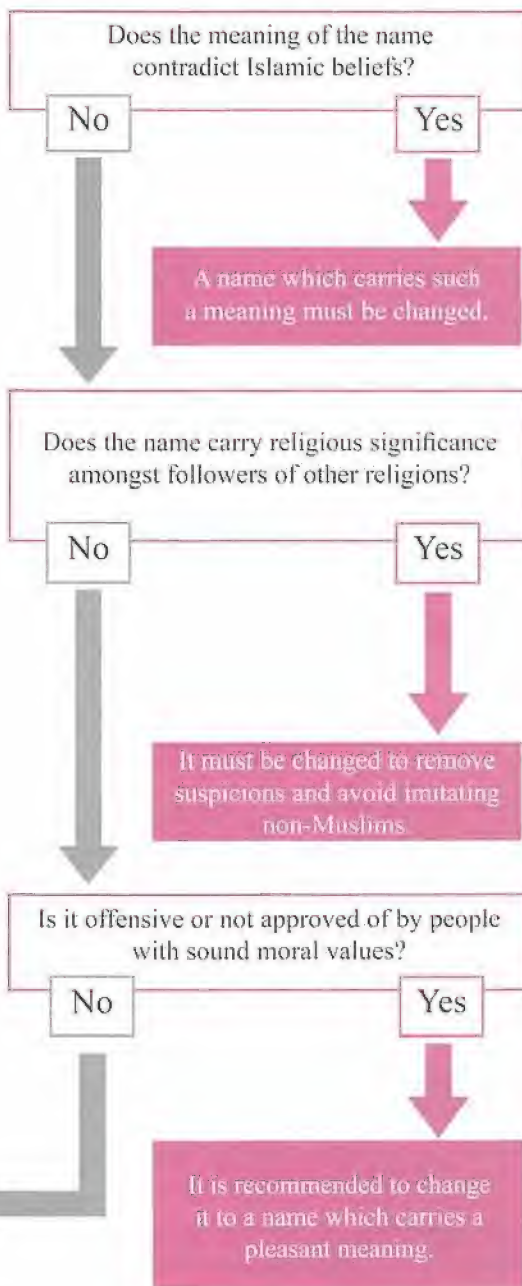 Does the meaning of the name
contradict Islamic beliefs?
No
Yes
A name which carries such
a meaning must be changed.
Does the name carry religious significance
amongst followers of other religions?
No
Yes
It must be changed to remove
suspicions and avoid imitating
non-Muslims
Is it offensive or not approved of by people
with sound moral values?
No
Yes
It is recommended to change
it to a name which carries a
pleasant meaning.